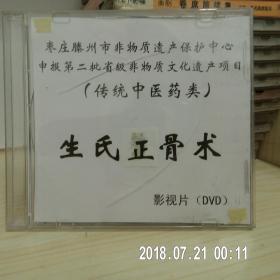 枣庄滕州市非物质遗产保护中心
申报第二批省级非物质文化遗产项目
(传统中医药类)
生氏正骨术
影视片(DVD)
2018.07.21 00:11